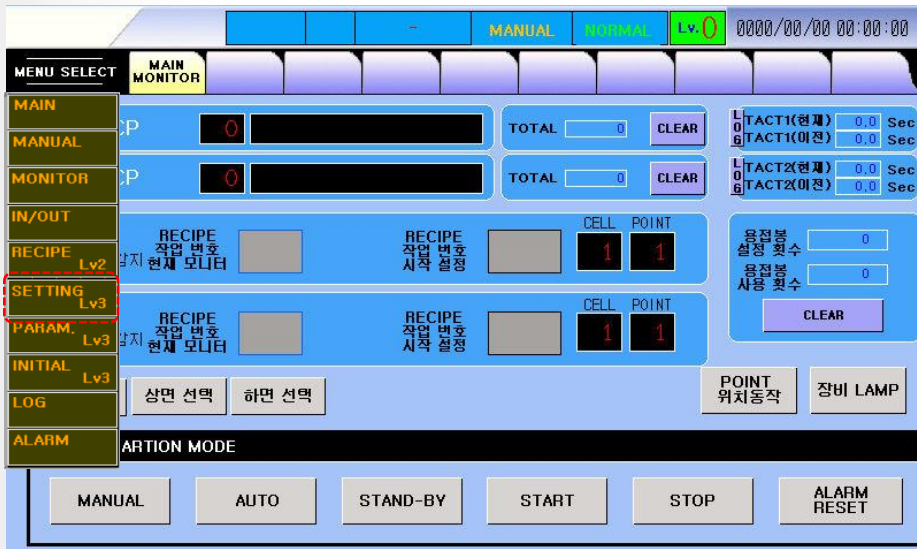 - MANUAL NORMAL Lv.0 0000/00/00 00:00:00
MENU SELECT
MAIN
MONITOR
MAIN
MANUAL
MONITOR
IN/OUT
RECIPE
Lv2
SETTING
Lv3
PARAM.
Lv3
INITIAL
Lv3
LOG
ALARM
CP 0
TOTAL 0 CLEAR
LOG
TACT1(현재) 0.0 Sec
TACT1(이전) 0.0 Sec
CP 0
TOTAL 0 CLEAR
LOG
TACT2(현재) 0.0 Sec
TACT2(이전) 0.0 Sec
감지
RECIPE
작업 번호
현재 모니터
RECIPE
작업 번호
시작 설정
CELL POINT
1 1
용접봉
설정 횟수
0
용접봉
사용 횟수
0
CLEAR
감지
RECIPE
작업 번호
현재 모니터
RECIPE
작업 번호
시작 설정
CELL POINT
1 1
상면 선택
하면 선택
POINT
위치동작
장비 LAMP
ARTION MODE
MANUAL
AUTO
STAND-BY
START
STOP
ALARM
RESET